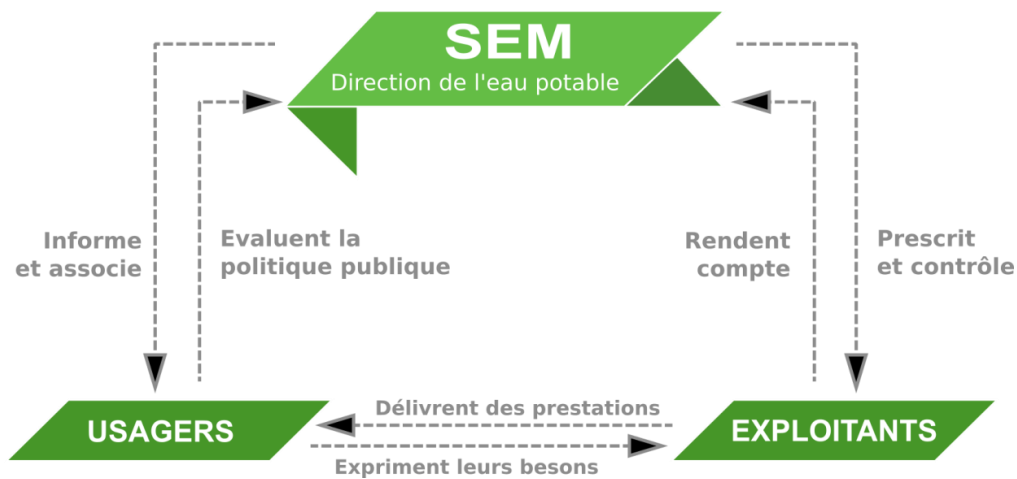 SEM
Direction de l'eau potable
Informe
et associe
Evaluent la
politique publique
Rendent
compte
Prescrit
et contrôle
USAGERS
Délivrent des prestations
Expriment leurs besons
EXPLOITANTS